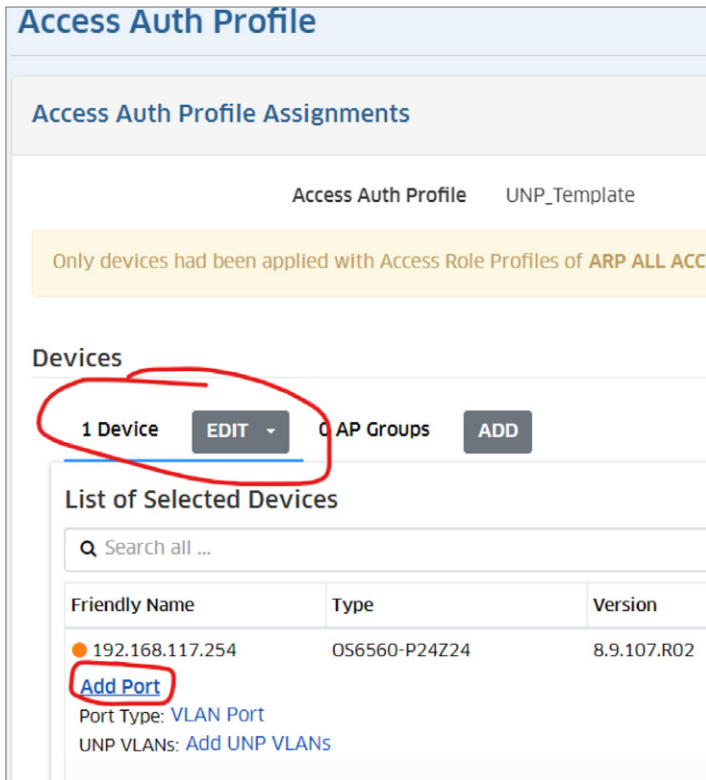 Access Auth Profile
Access Auth Profile Assignments
Access Auth Profile UNP_Template
Only devices had been applied with Access Role Profiles of ARP ALL ACC
Devices
1 Device EDIT 0 AP Groups ADD
List of Selected Devices
Search all ...
Friendly Name Type Version
192.168.117.254 OS6560-P24Z24 8.9.107.R02
Add Port
Port Type: VLAN Port
UNP VLANs: Add UNP VLANs